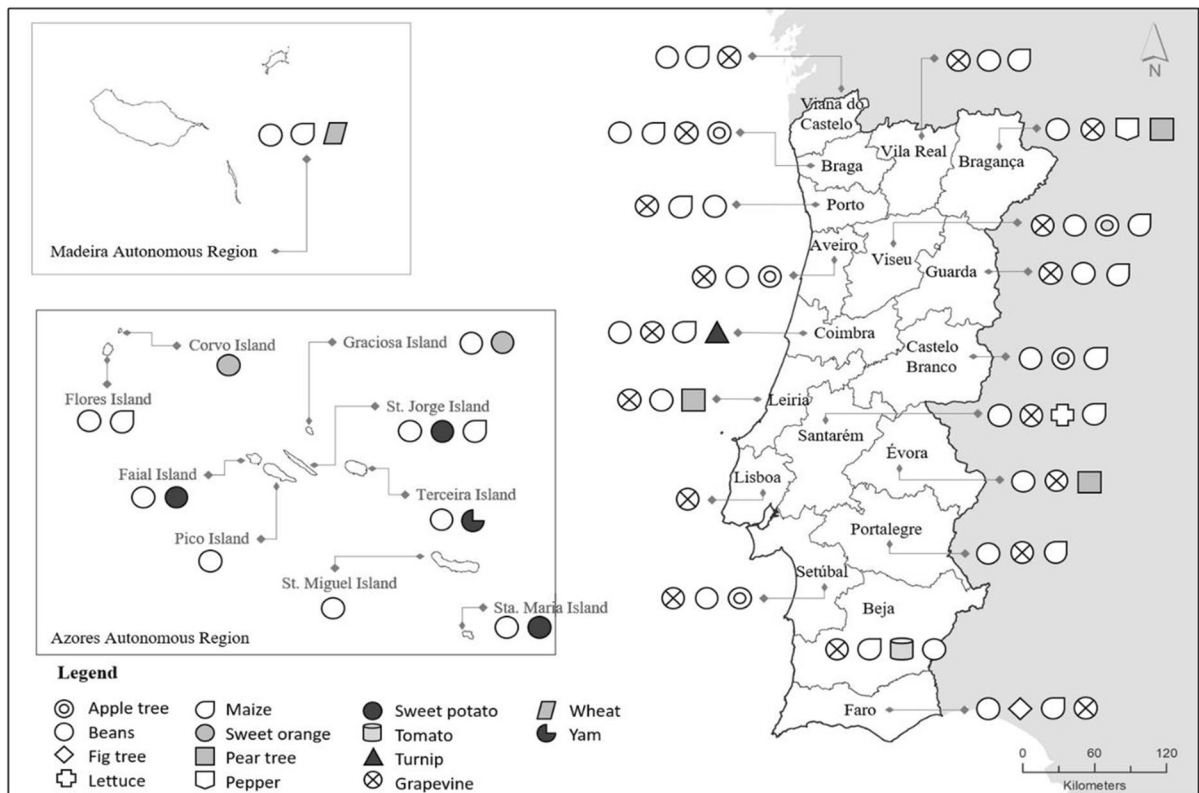 Viana do
Castelo
Vila Real
Bragança
Braga
Porto
Madeira Autonomous Region
Aveiro
Viseu
Guarda
Coimbra
Castelo
Branco
Corvo Island
Graciosa Island
Flores Island
St. Jorge Island
Leiria
Santarém
Évora
Faial Island
Lisboa
Terceira Island
Pico Island
Portalegre
St. Miguel Island
Setúbal
Sta. Maria Island
Beja
Azores Autonomous Region
Faro
N
Legend
Apple tree
Beans
Fig tree
Lettuce
Maize
Sweet orange
Pear tree
Pepper
Sweet potato
Tomato
Turnip
Grapevine
Wheat
Yam
0 60 120
Kilometers